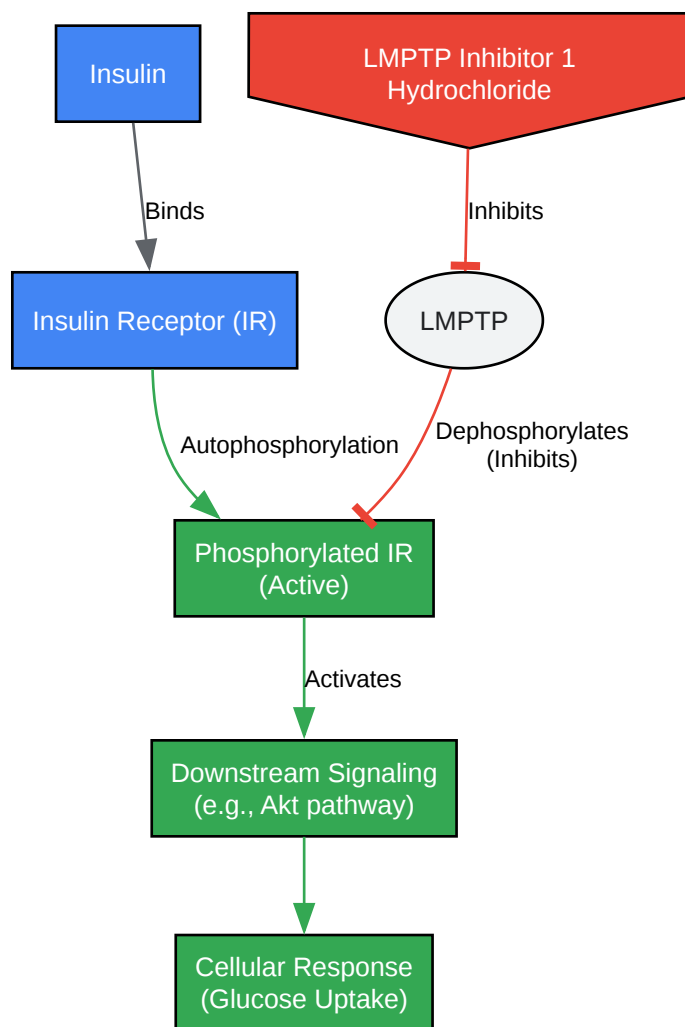 Insulin
LMPTP Inhibitor 1
Hydrochloride
Binds
Inhibits
Insulin Receptor (IR)
LMPTP
Autophosphorylation
Dephosphorylates
(Inhibits)
Phosphorylated IR
(Active)
Activates
Downstream Signaling
(e.g., Akt pathway)
Cellular Response
(Glucose Uptake)